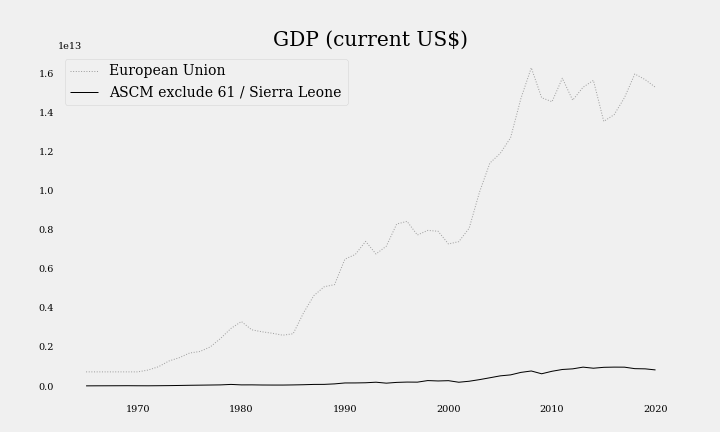 GDP (current US$)
1e13
European Union
ASCM exclude 61 / Sierra Leone
1.6
1.4
1.2
1.0
0.8
0.6
0.4
0.2
0.0
1970 1980 1990 2000 2010 2020